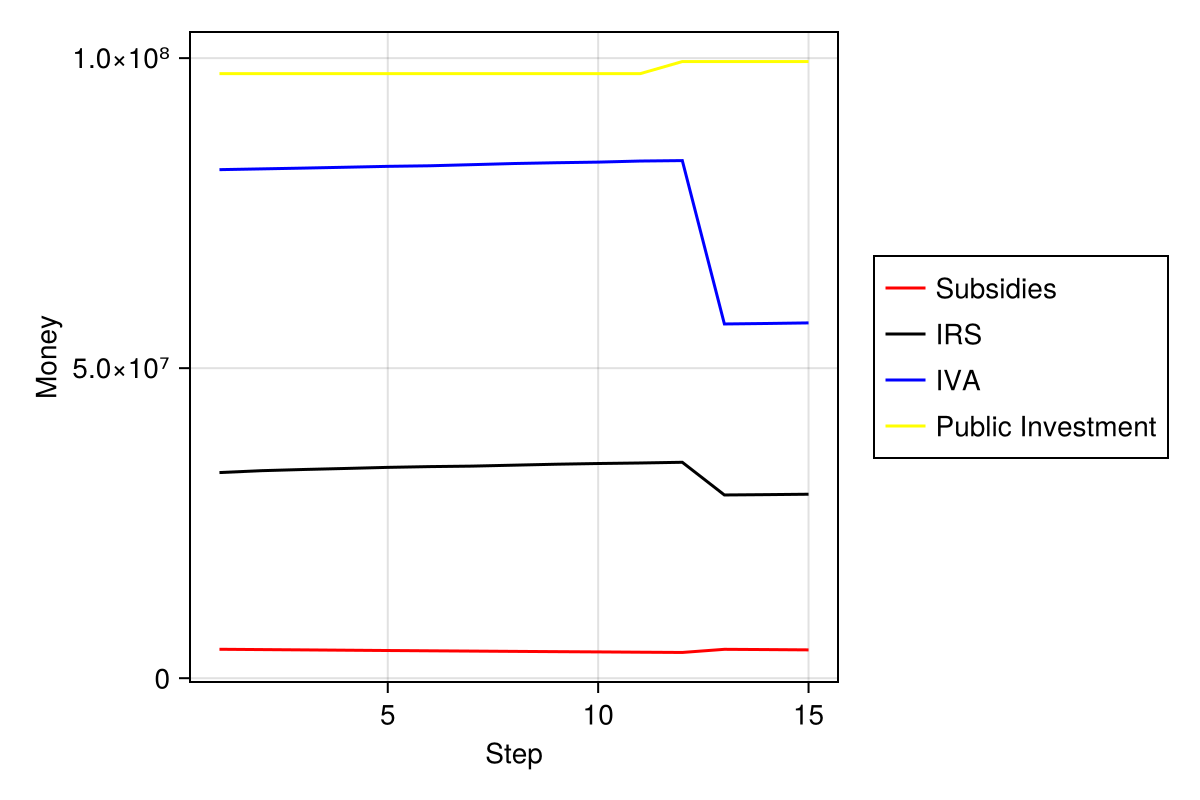 1.0×10⁸
5.0×10⁷
0
Money
5
10
15
Step
Subsidies
IRS
IVA
Public Investment